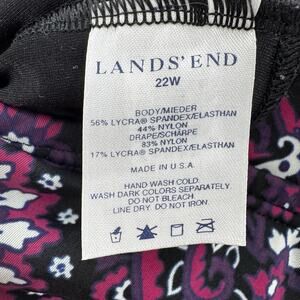 LANDS' END
22W
BODY/MIEDER
56% LYCRA® SPANDEX/ELASTHAN
44% NYLON
DRAPE/SCHARPE
83% NYLON
17% LYCRA® SPANDEX/ELASTHAN
MADE IN U.S.A.
HAND WASH COLD.
WASH DARK COLORS SEPARATELY.
DO NOT BLEACH.
LINE DRY. DO NOT IRON.